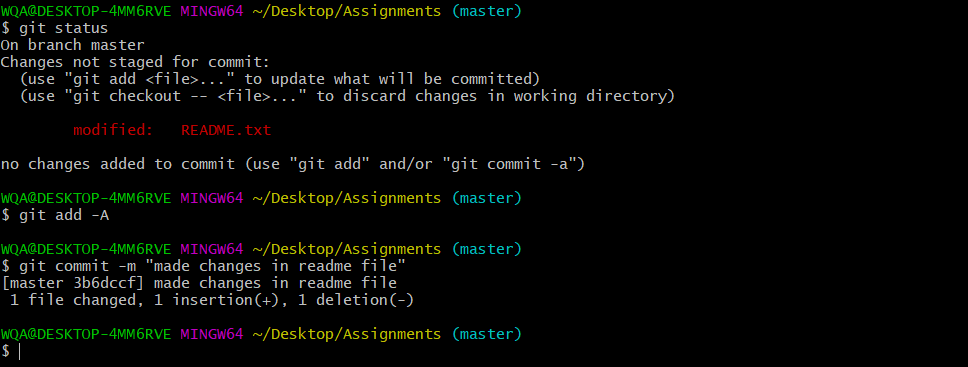 WQA@DESKTOP-4MM6RVE MINGW64 ~/Desktop/Assignments (master)
$ git status
On branch master
Changes not staged for commit:
  (use "git add <file>..." to update what will be committed)
  (use "git checkout -- <file>..." to discard changes in working directory)
        modified:   README.txt
no changes added to commit (use "git add" and/or "git commit -a")
WQA@DESKTOP-4MM6RVE MINGW64 ~/Desktop/Assignments (master)
$ git add -A
WQA@DESKTOP-4MM6RVE MINGW64 ~/Desktop/Assignments (master)
$ git commit -m "made changes in readme file"
[master 3b6dccf] made changes in readme file
 1 file changed, 1 insertion(+), 1 deletion(-)
WQA@DESKTOP-4MM6RVE MINGW64 ~/Desktop/Assignments (master)
$